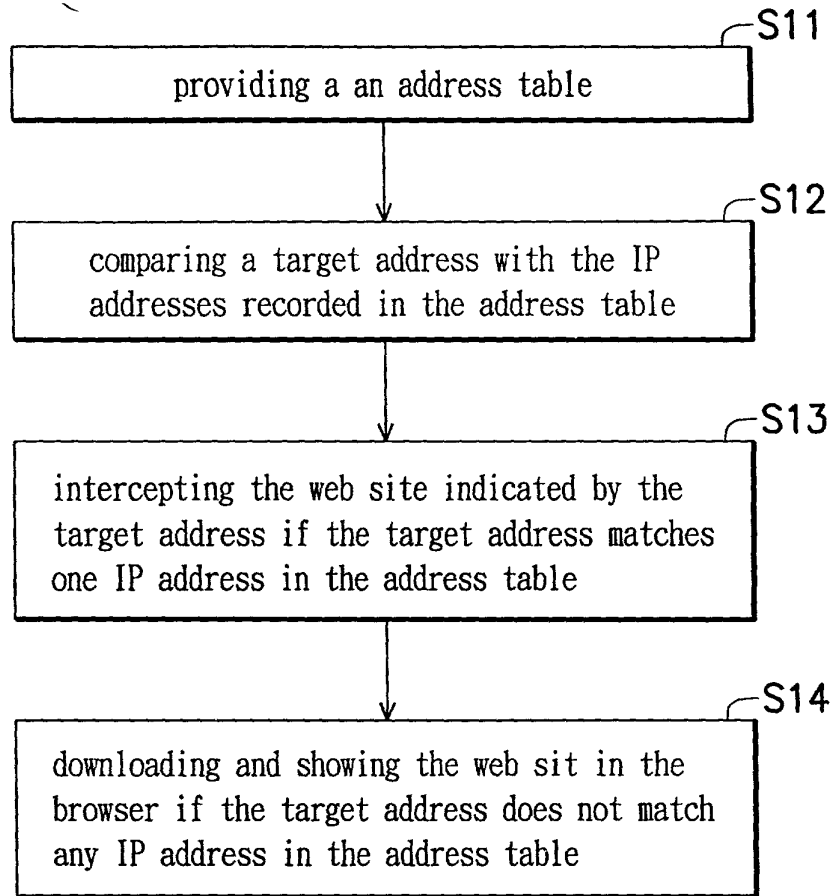 S11
providing a an address table
S12
comparing a target address with the IP
addresses recorded in the address table
S13
intercepting the web site indicated by the
target address if the target address matches
one IP address in the address table
S14
downloading and showing the web sit in the
browser if the target address does not match
any IP address in the address table